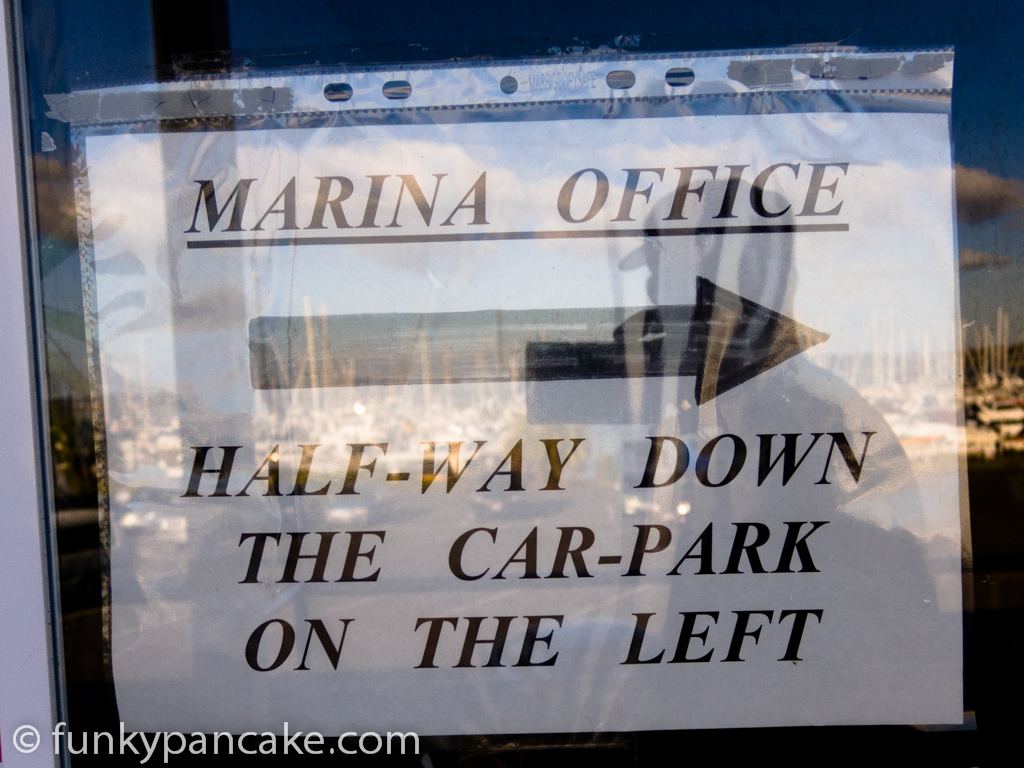 MARINA OFFICE
HALF-WAY DOWN
THE CAR-PARK
ON THE LEFT
© funkypancake.com